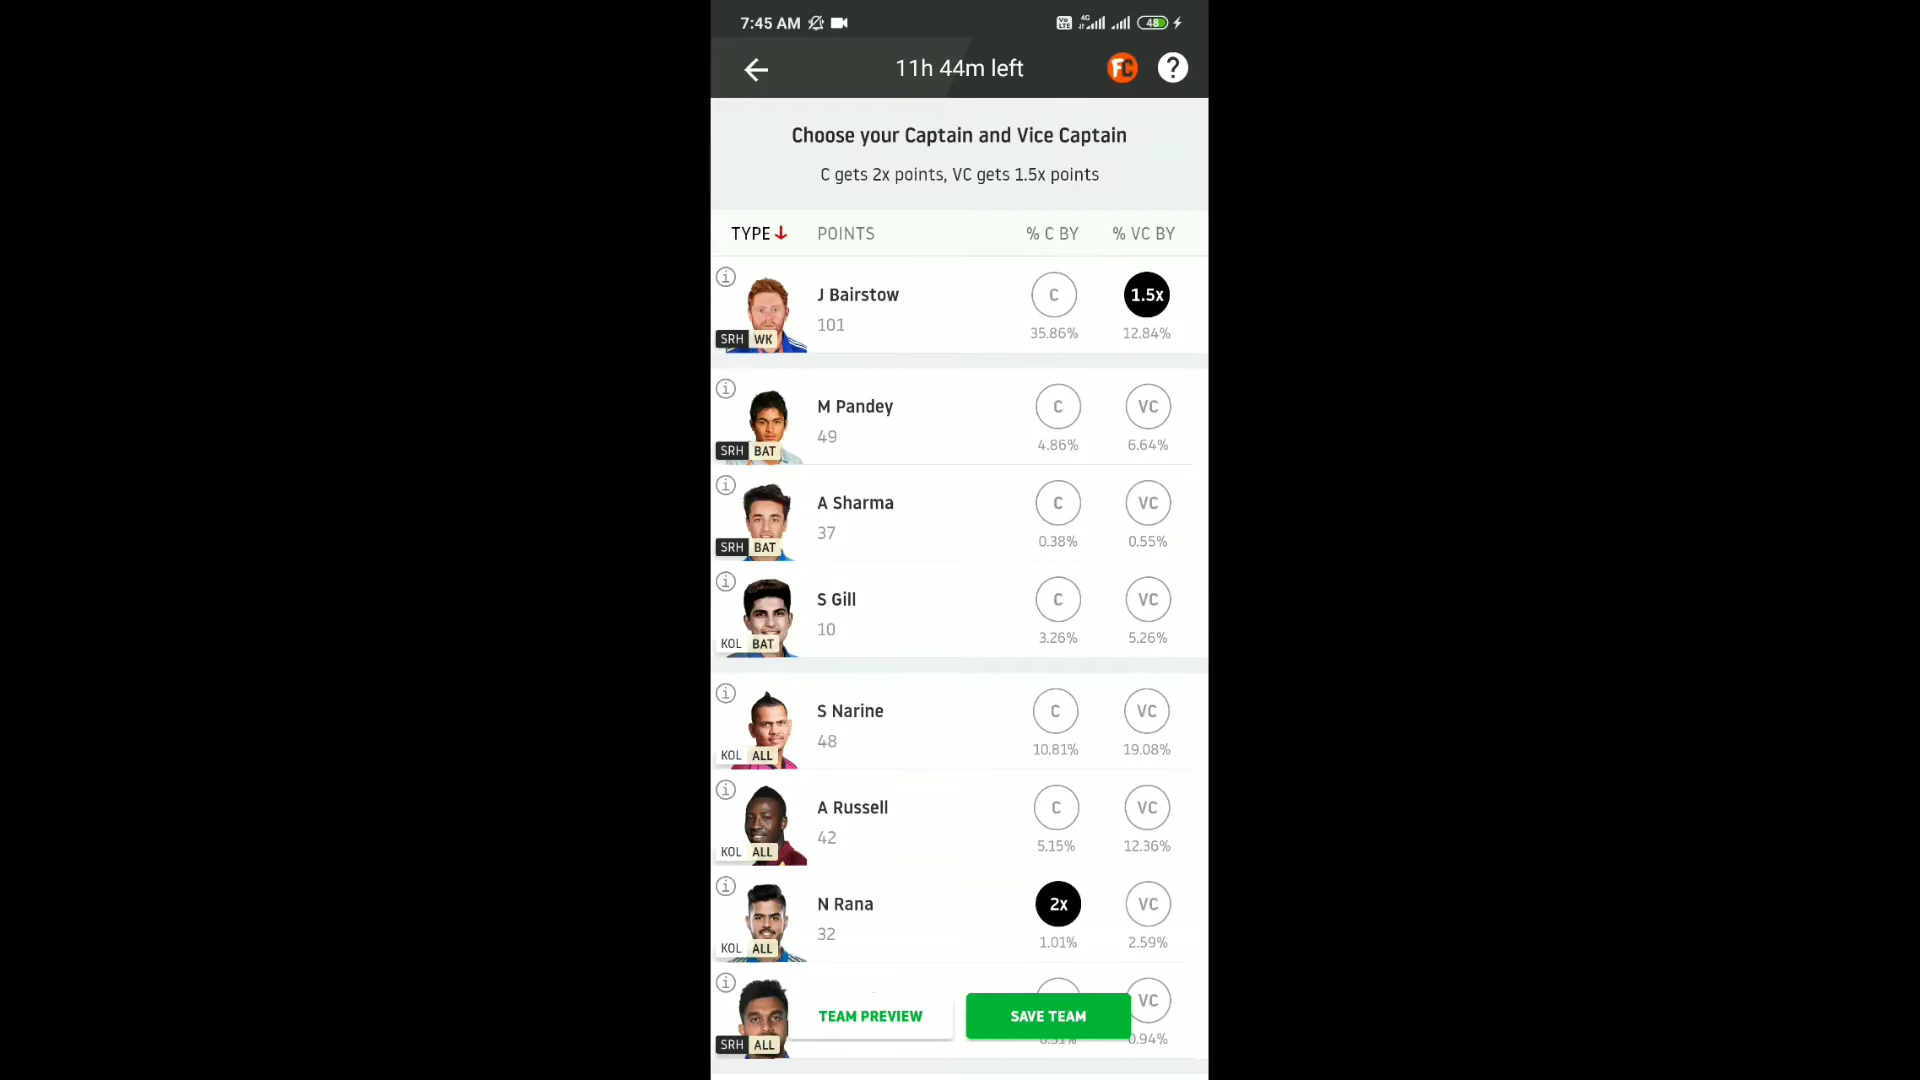 7:45 AM
4G
48
11h 44m left
FC
?
Choose your Captain and Vice Captain
C gets 2x points, VC gets 1.5x points
TYPE POINTS % C BY % VC BY
J Bairstow
101
C
1.5x
35.86%
12.84%
SRH WK
M Pandey
49
C
VC
4.86%
6.64%
SRH BAT
A Sharma
37
C
VC
0.38%
0.55%
SRH BAT
S Gill
10
C
VC
3.26%
5.26%
KOL BAT
S Narine
48
C
VC
10.81%
19.08%
KOL ALL
A Russell
42
C
VC
5.15%
12.36%
KOL ALL
N Rana
32
2x
VC
1.01%
2.59%
KOL ALL
VC
TEAM PREVIEW
SAVE TEAM
0.94%
SRH ALL